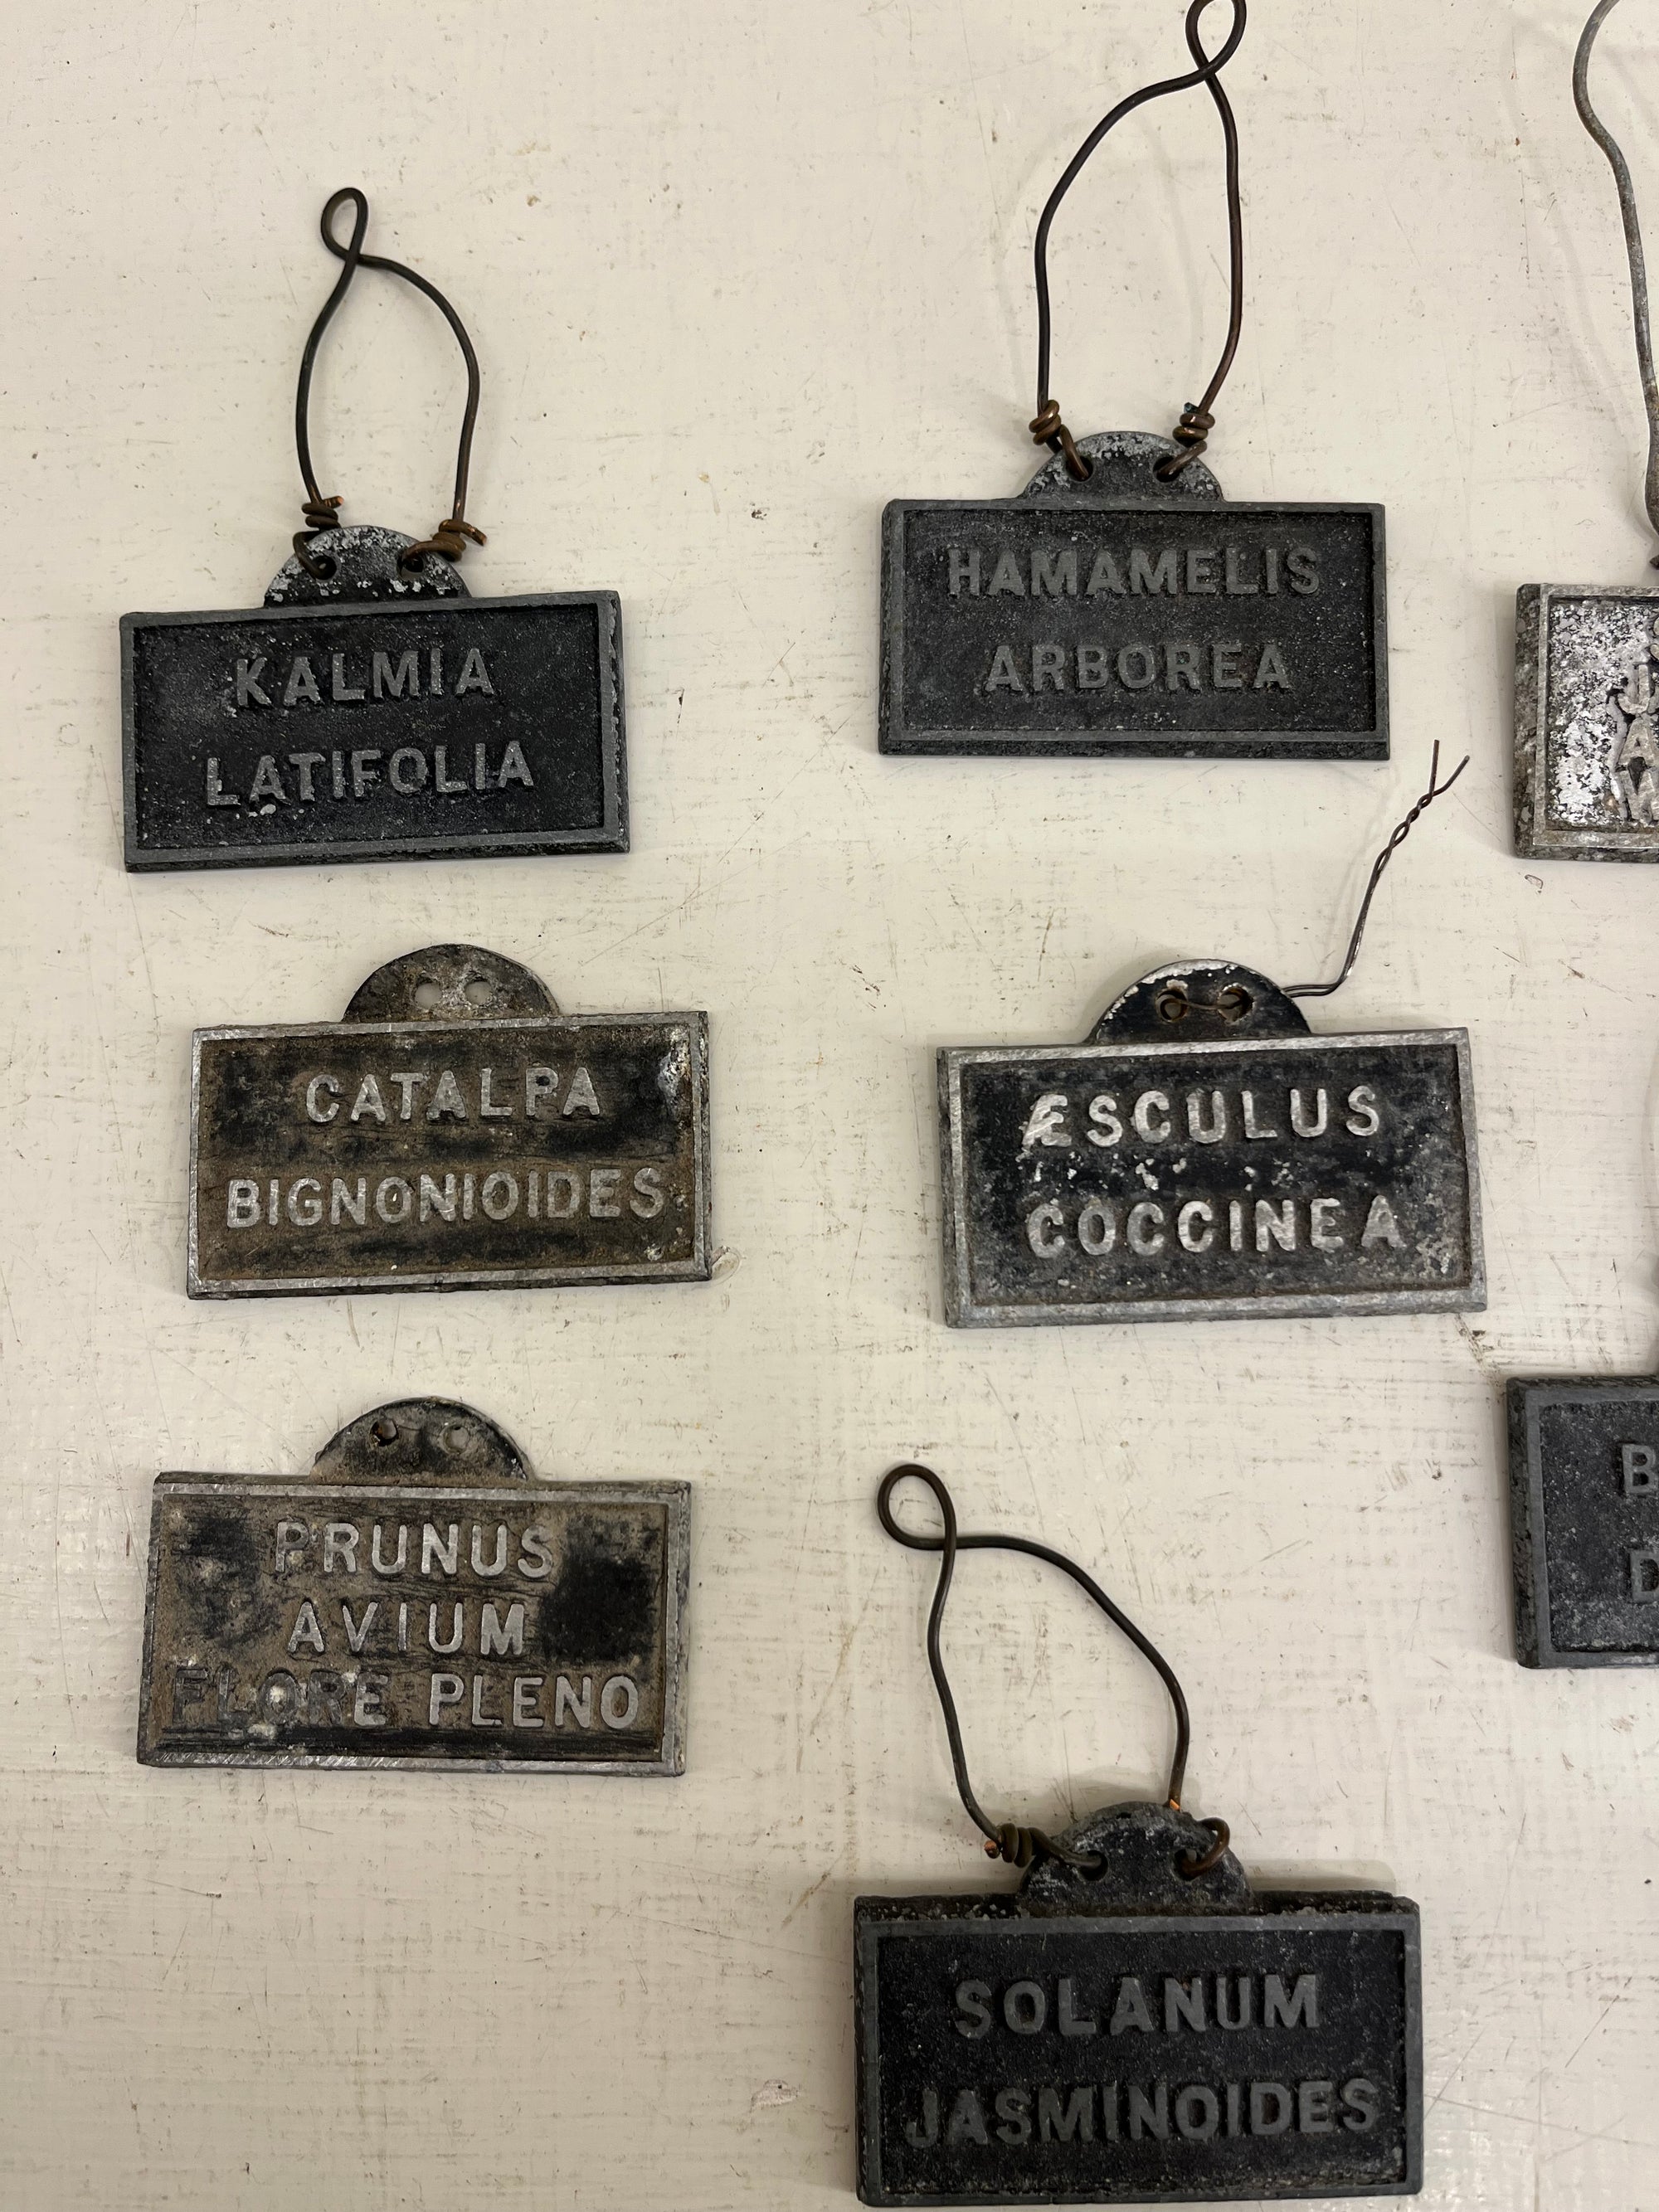 KALMIA
LATIFOLIA
HAMAMELIS
ARBOREA
CATALPA
BIGNONIOIDES
ÆSCULUS
COCCINEA
PRUNUS
AVIUM
FLORE PLENO
SOLANUM
JASMINOIDES